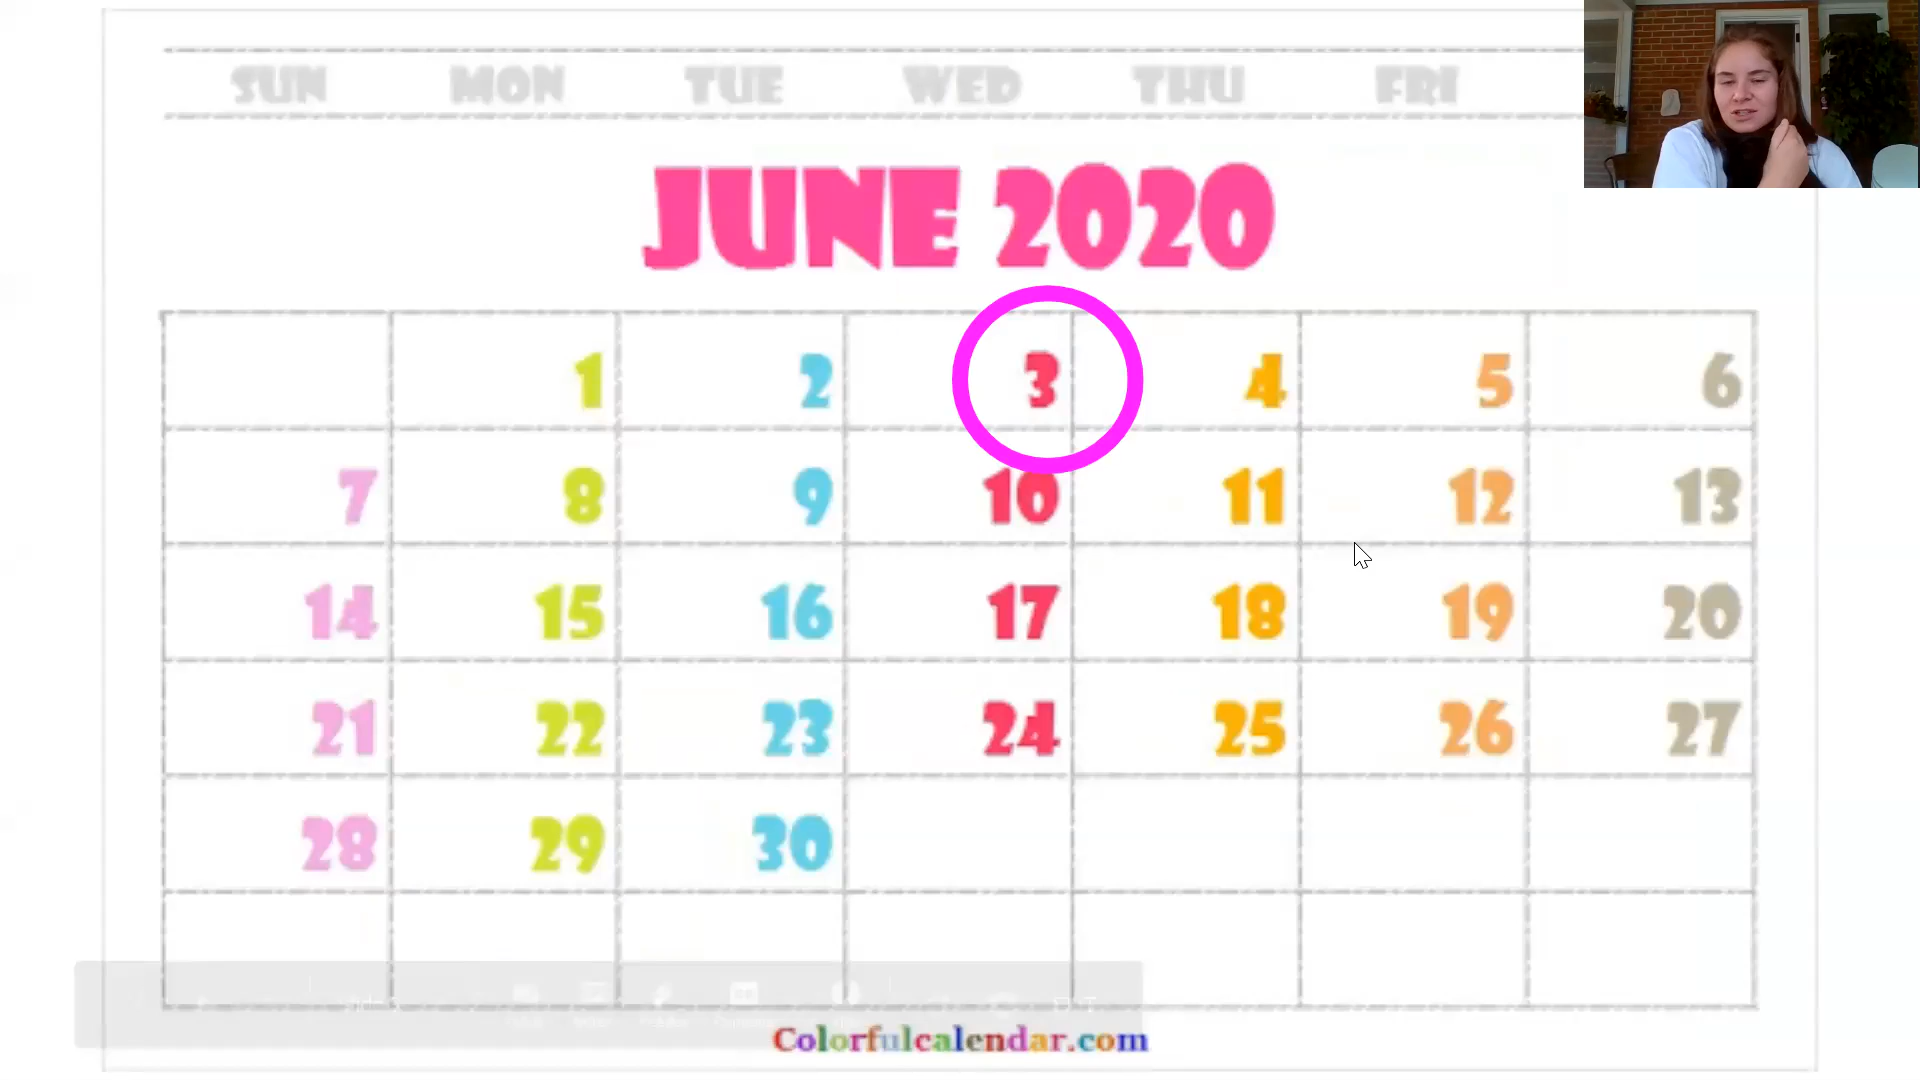 SUN MON TUE WED THU FRI
JUNE 2020
1 2 3 4 5 6
7 8 9 10 11 12 13
14 15 16 17 18 19 20
21 22 23 24 25 26 27
28 29 30
Colorfulcalendar.com